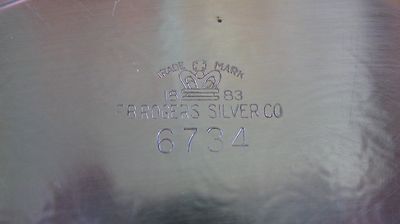 TRADE MARK
18 83
F.B.ROGERS SILVER CO
6734